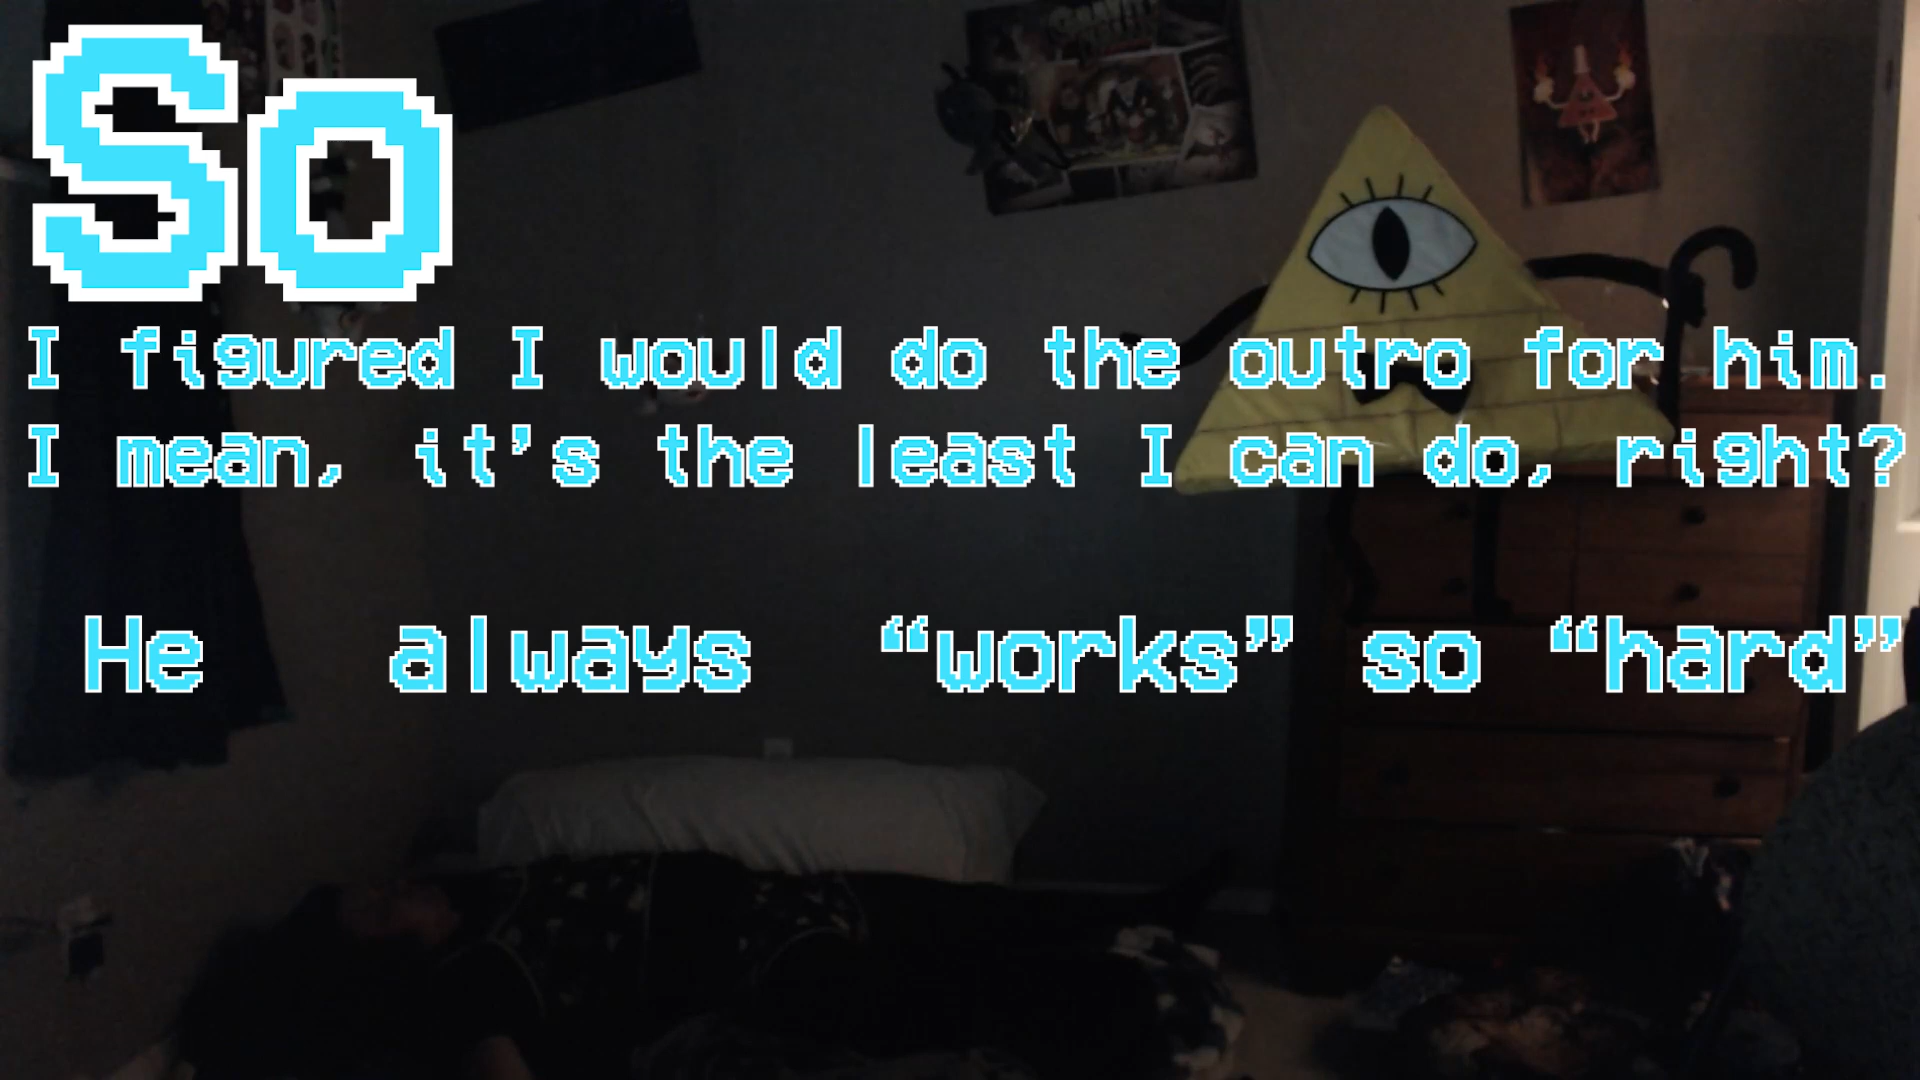 So
I figured I would do the outro for him.
I mean, it’s the least I can do, right?
He always “works” so “hard”
GRAVITY